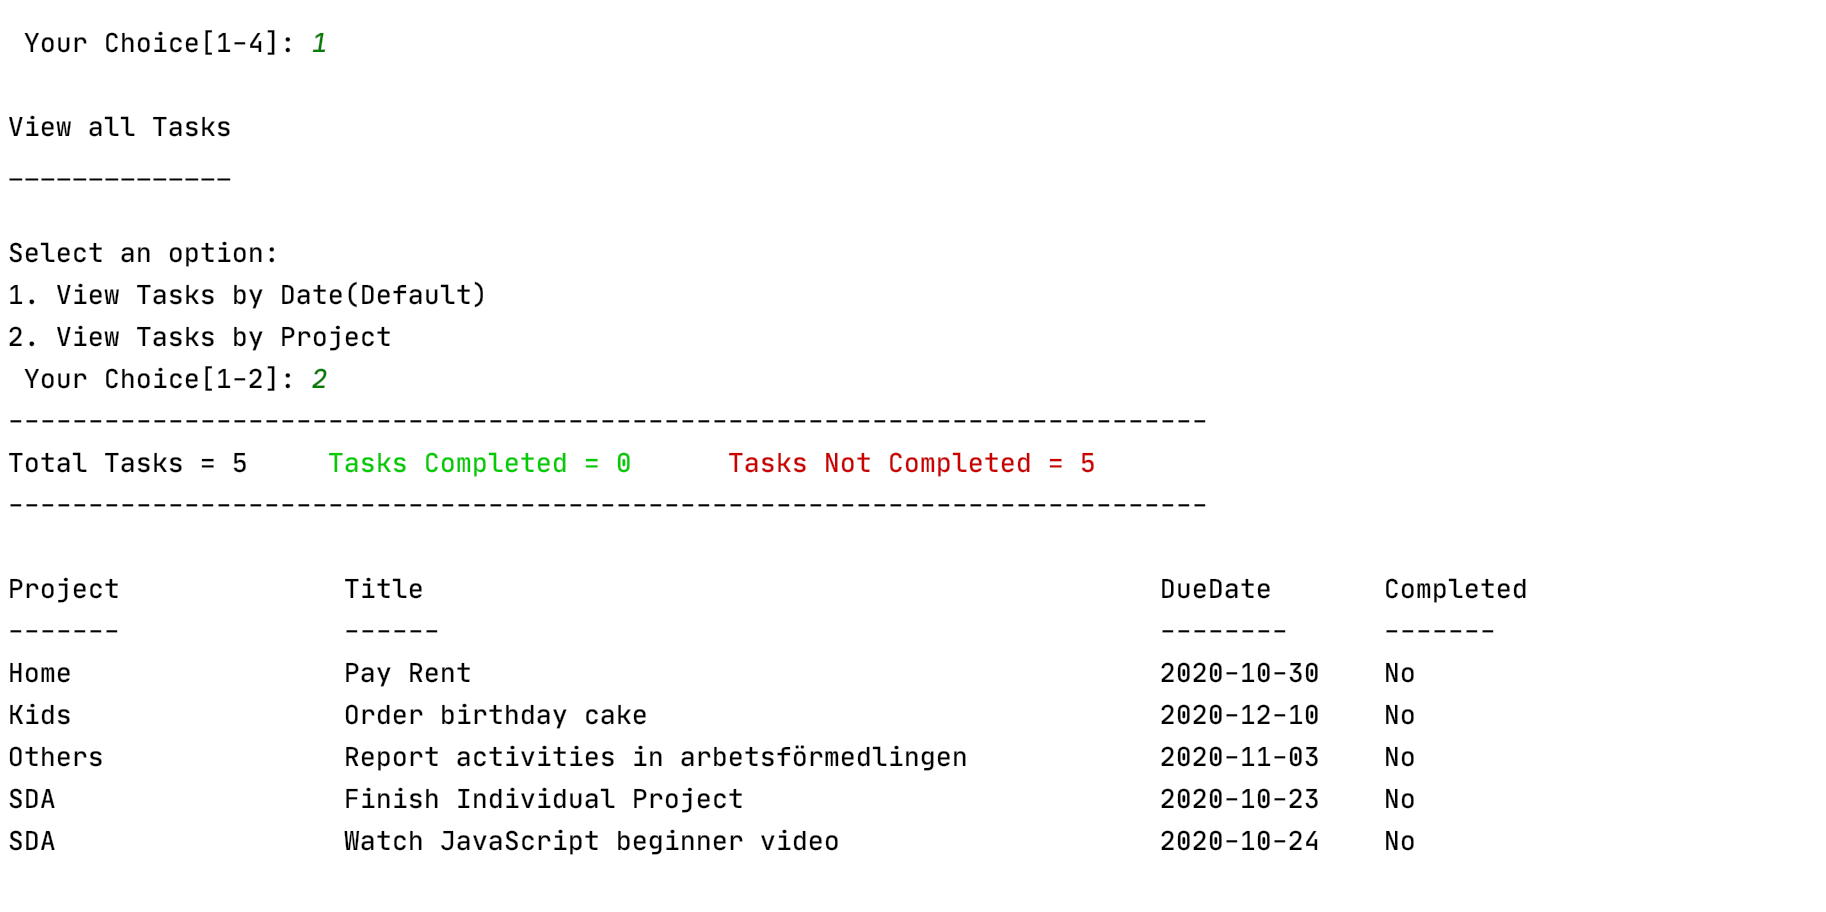 Your Choice[1-4]: 1
View all Tasks
--------------
Select an option:
1. View Tasks by Date(Default)
2. View Tasks by Project
Your Choice[1-2]: 2
---------------------------------------------------------------------------
Total Tasks = 5     Tasks Completed = 0      Tasks Not Completed = 5
---------------------------------------------------------------------------
Project              Title                                              DueDate       Completed
-------              ------                                             --------      -------
Home                 Pay Rent                                           2020-10-30    No
Kids                 Order birthday cake                                2020-12-10    No
Others               Report activities in arbetsförmedlingen            2020-11-03    No
SDA                  Finish Individual Project                          2020-10-23    No
SDA                  Watch JavaScript beginner video                    2020-10-24    No